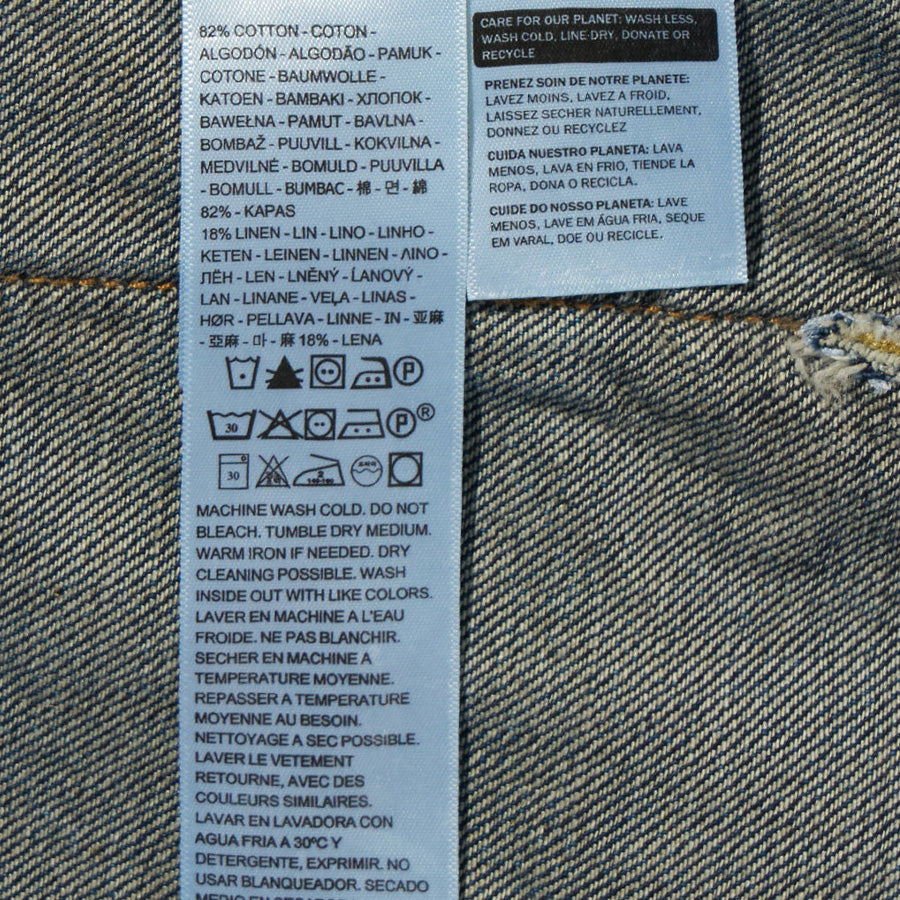 82% COTTON - COTON -
ALGODÓN - ALGODÃO - PAMUK -
COTONE - BAUMWOLLE -
KATOEN - BAMBAKI - ХЛОПОК -
BAWEŁNA - PAMUT - BAVLNA -
BOMBAŽ - PUUVILL - KOKVILNA -
MEDVILNĖ - BOMULD - PUUVILLA
- BOMULL - BUMBAC - 棉 - 면 - 綿
82% - KAPAS
18% LINEN - LIN - LINO - LINHO -
KETEN - LEINEN - LINNEN - ΛINO -
ЛЁН - LEN - LNĚNÝ - ĽANOVÝ -
LAN - LINANE - VEĻA - LINAS -
HØR - PELLAVA - LINNE - IN - 亚麻
- 亞麻 - 마 - 麻 18% - LENA
P
30 P ®
30 2
MACHINE WASH COLD. DO NOT
BLEACH. TUMBLE DRY MEDIUM.
WARM IRON IF NEEDED. DRY
CLEANING POSSIBLE. WASH
INSIDE OUT WITH LIKE COLORS.
LAVER EN MACHINE A L'EAU
FROIDE. NE PAS BLANCHIR.
SECHER EN MACHINE A
TEMPERATURE MOYENNE.
REPASSER A TEMPERATURE
MOYENNE AU BESOIN.
NETTOYAGE A SEC POSSIBLE.
LAVER LE VETEMENT
RETOURNE, AVEC DES
COULEURS SIMILAIRES.
LAVAR EN LAVADORA CON
AGUA FRIA A 30ºC Y
DETERGENTE, EXPRIMIR. NO
USAR BLANQUEADOR. SECADO
CARE FOR OUR PLANET: WASH LESS,
WASH COLD, LINE DRY, DONATE OR
RECYCLE
PRENEZ SOIN DE NOTRE PLANETE:
LAVEZ MOINS, LAVEZ A FROID,
LAISSEZ SECHER NATURELLEMENT,
DONNEZ OU RECYCLEZ
CUIDA NUESTRO PLANETA: LAVA
MENOS, LAVA EN FRIO, TIENDE LA
ROPA, DONA O RECICLA.
CUIDE DO NOSSO PLANETA: LAVE
MENOS, LAVE EM ÁGUA FRIA, SEQUE
EM VARAL, DOE OU RECICLE.